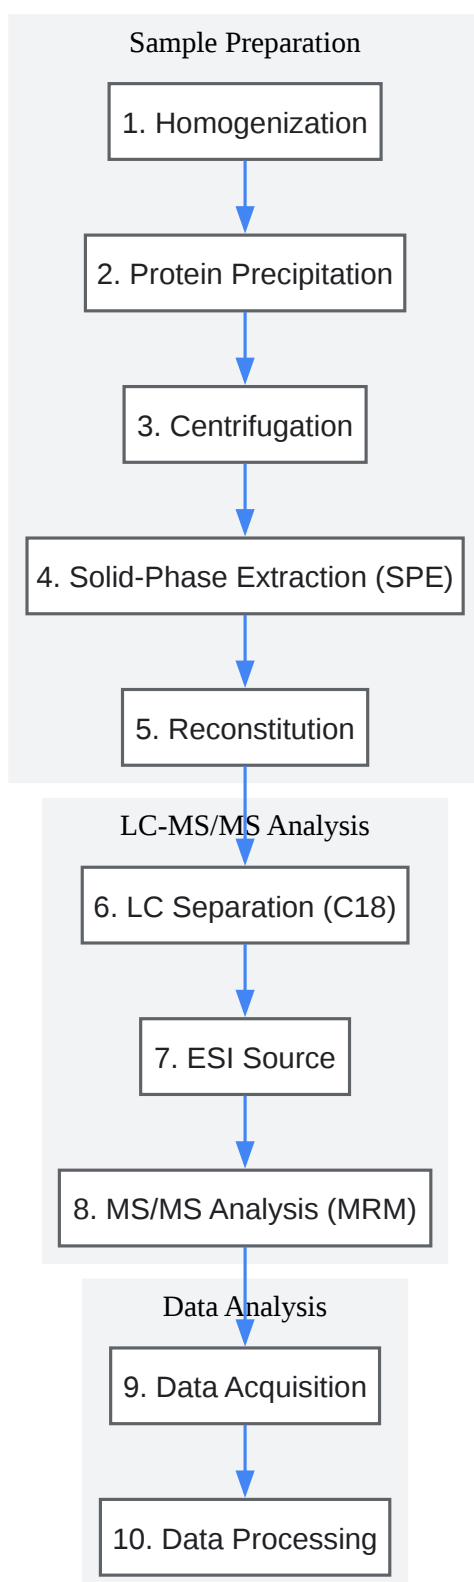 Sample Preparation
1. Homogenization
2. Protein Precipitation
3. Centrifugation
4. Solid-Phase Extraction (SPE)
5. Reconstitution
LC-MS/MS Analysis
6. LC Separation (C18)
7. ESI Source
8. MS/MS Analysis (MRM)
Data Analysis
9. Data Acquisition
10. Data Processing